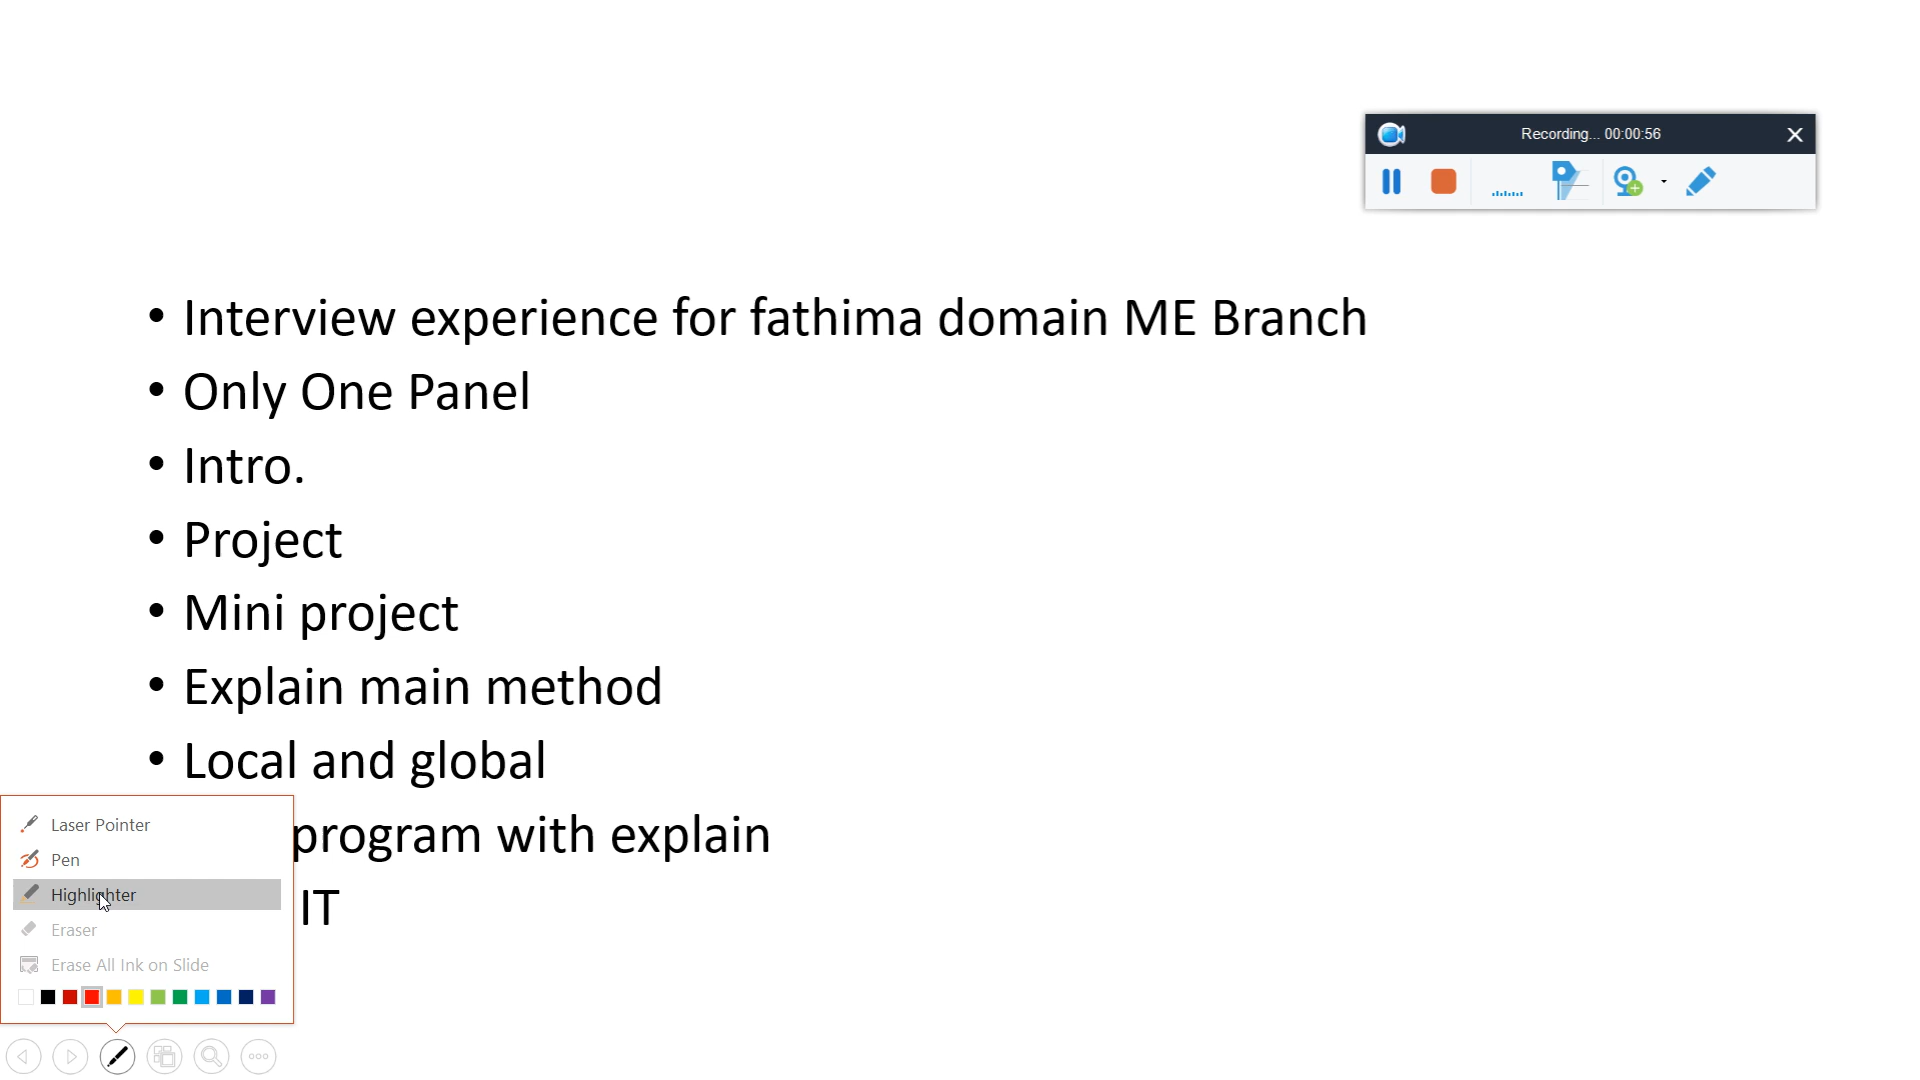 Recording... 00:00:56
• Interview experience for fathima domain ME Branch
• Only One Panel
• Intro.
• Project
• Mini project
• Explain main method
• Local and global
program with explain
IT
Laser Pointer
Pen
Highlighter
Eraser
Erase All Ink on Slide